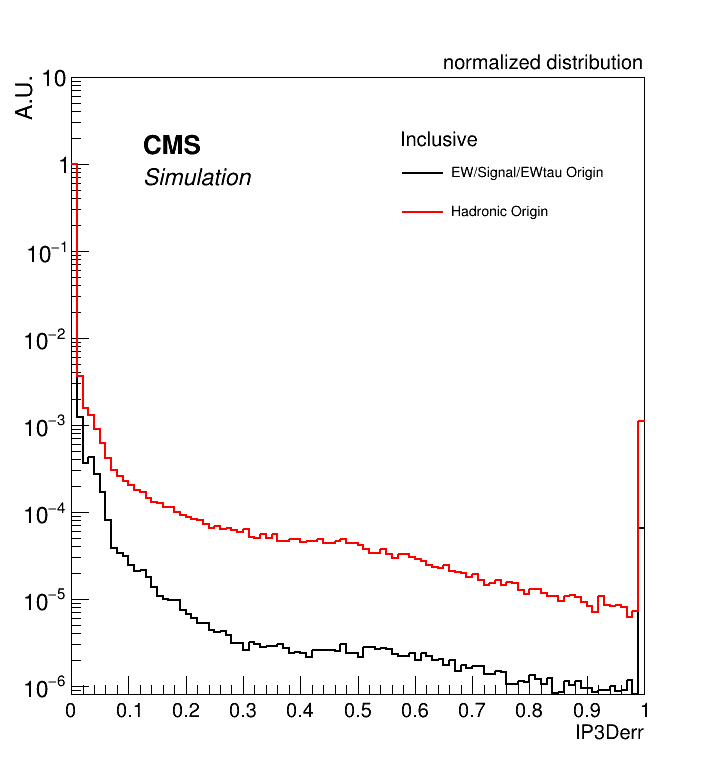 normalized distribution
A.U.
10
1
10⁻¹
10⁻²
10⁻³
10⁻⁴
10⁻⁵
10⁻⁶
CMS
Simulation
Inclusive
EW/Signal/EWtau Origin
Hadronic Origin
0 0.1 0.2 0.3 0.4 0.5 0.6 0.7 0.8 0.9 1
IP3Derr